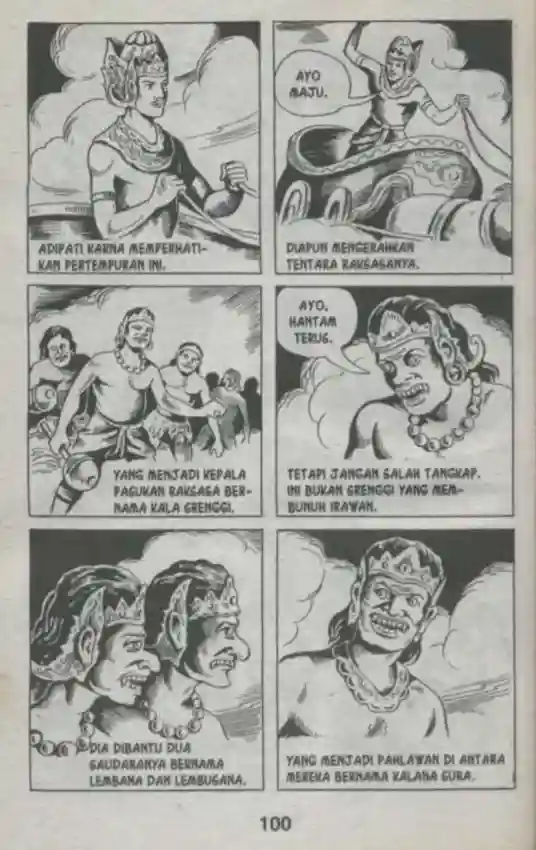 ADIPATI KARNA MEMPERHATI-
KAN PERTEMPURAN INI.
AYO
MAJU.
DIAPUN MENGERAHKAN
TENTARA RAKSASANYA.
YANG MENJADI KEPALA
PASUKAN RAKSASA BER-
NAMA KALA GRENGGI.
AYO,
HANTAM
TERUS.
TETAPI JANGAN SALAH TANGKAP.
INI BUKAN GRENGGI YANG MEM-
BUNUH IRAWAN.
DIA DIBANTU DUA
SAUDARANYA BERNAMA
LEMBANA DAN LEMBUSANA.
YANG MENJADI PAHLAWAN DI ANTARA
MEREKA BERNAMA KALANA SURA.
100